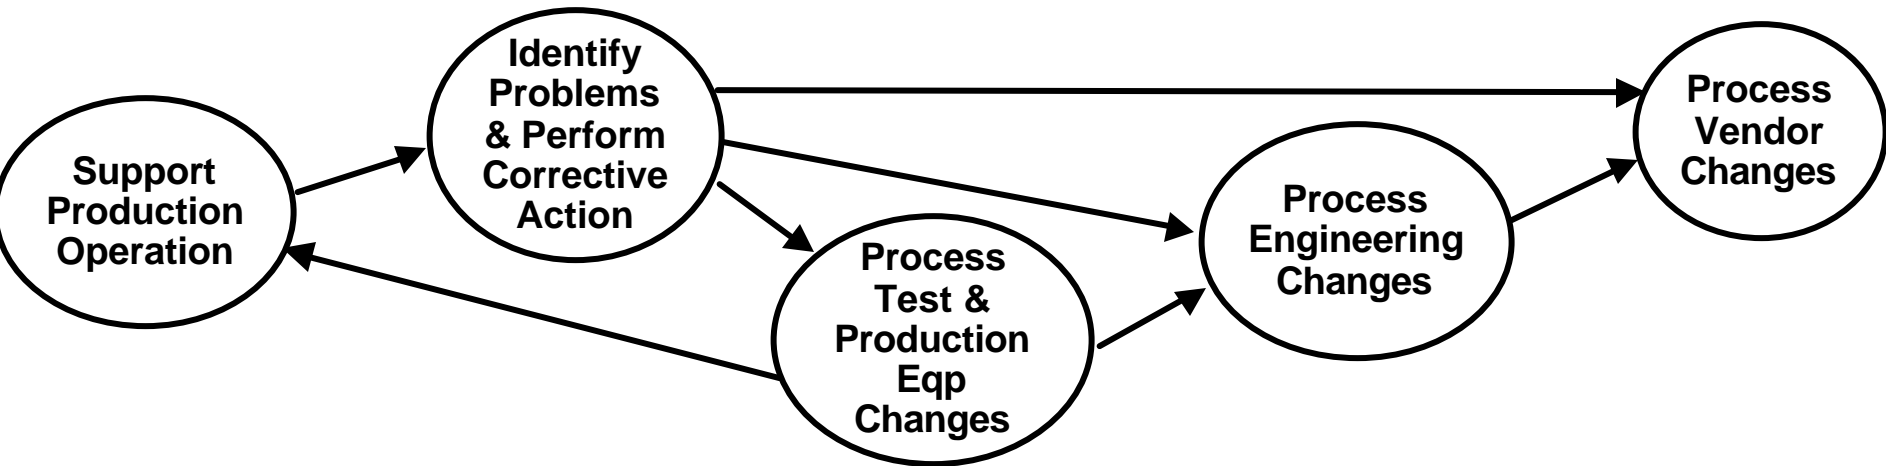 Support
Production
Operation
Identify
Problems
& Perform
Corrective
Action
Process
Test &
Production
Eqp
Changes
Process
Engineering
Changes
Process
Vendor
Changes